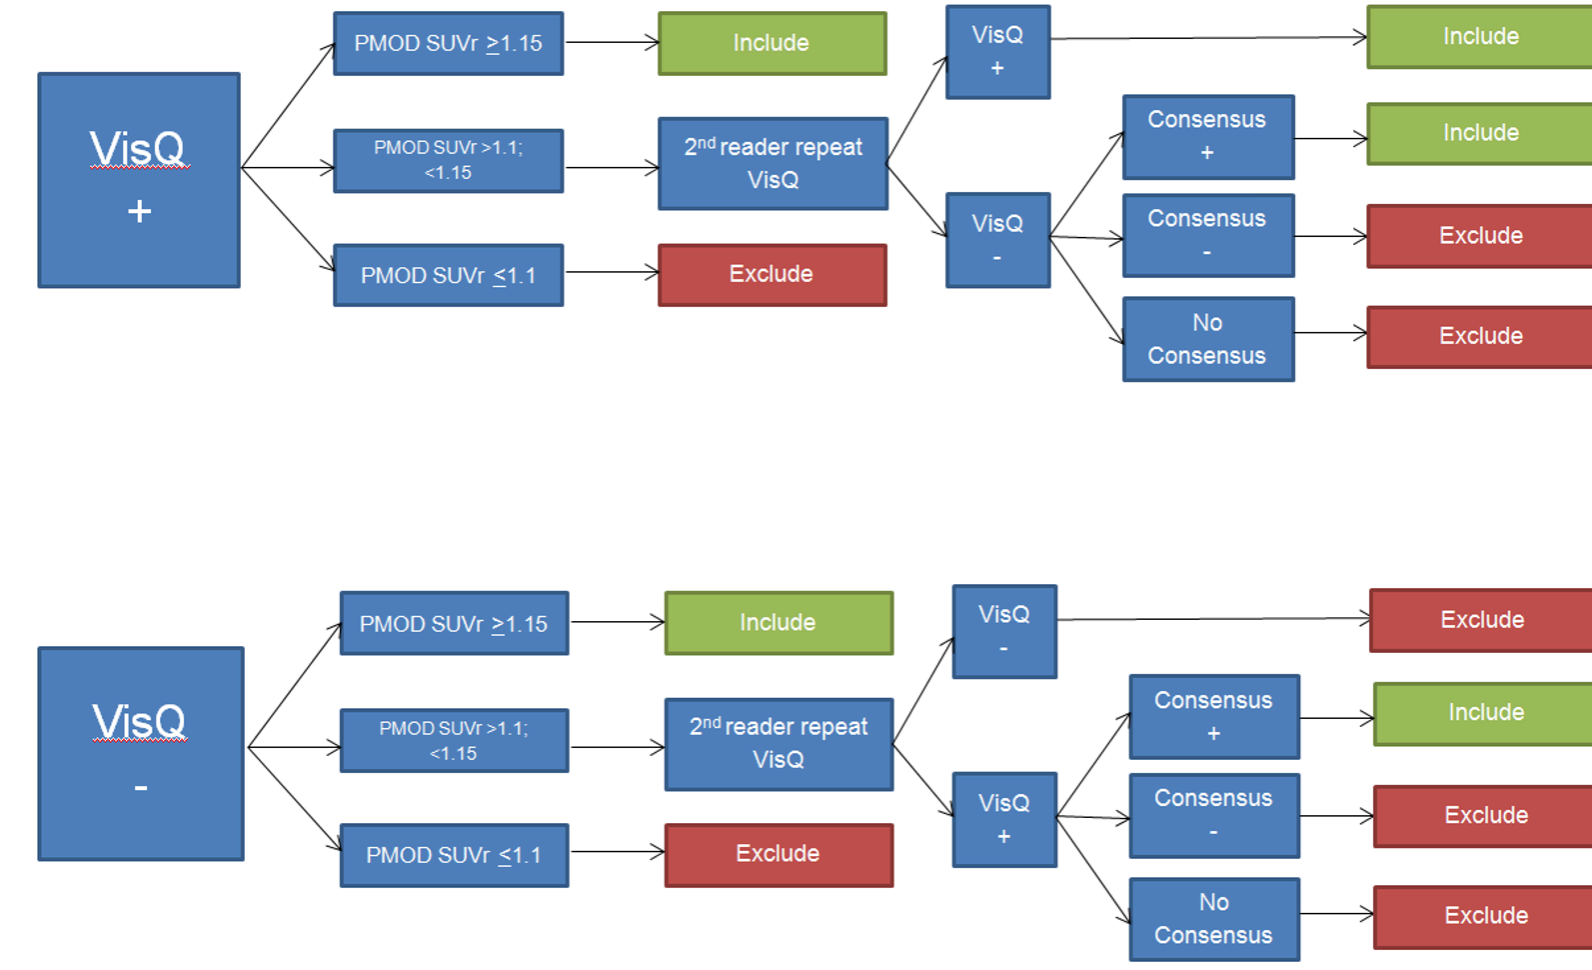 VisQ
+
PMOD SUVr ≥1.15
Include
PMOD SUVr >1.1;
<1.15
2nd reader repeat
VisQ
PMOD SUVr ≤1.1
Exclude
VisQ
+
Include
VisQ
-
Consensus
+
Include
Consensus
-
Exclude
No
Consensus
Exclude
VisQ
-
PMOD SUVr ≥1.15
Include
PMOD SUVr >1.1;
<1.15
2nd reader repeat
VisQ
PMOD SUVr ≤1.1
Exclude
VisQ
-
Exclude
VisQ
+
Consensus
+
Include
Consensus
-
Exclude
No
Consensus
Exclude